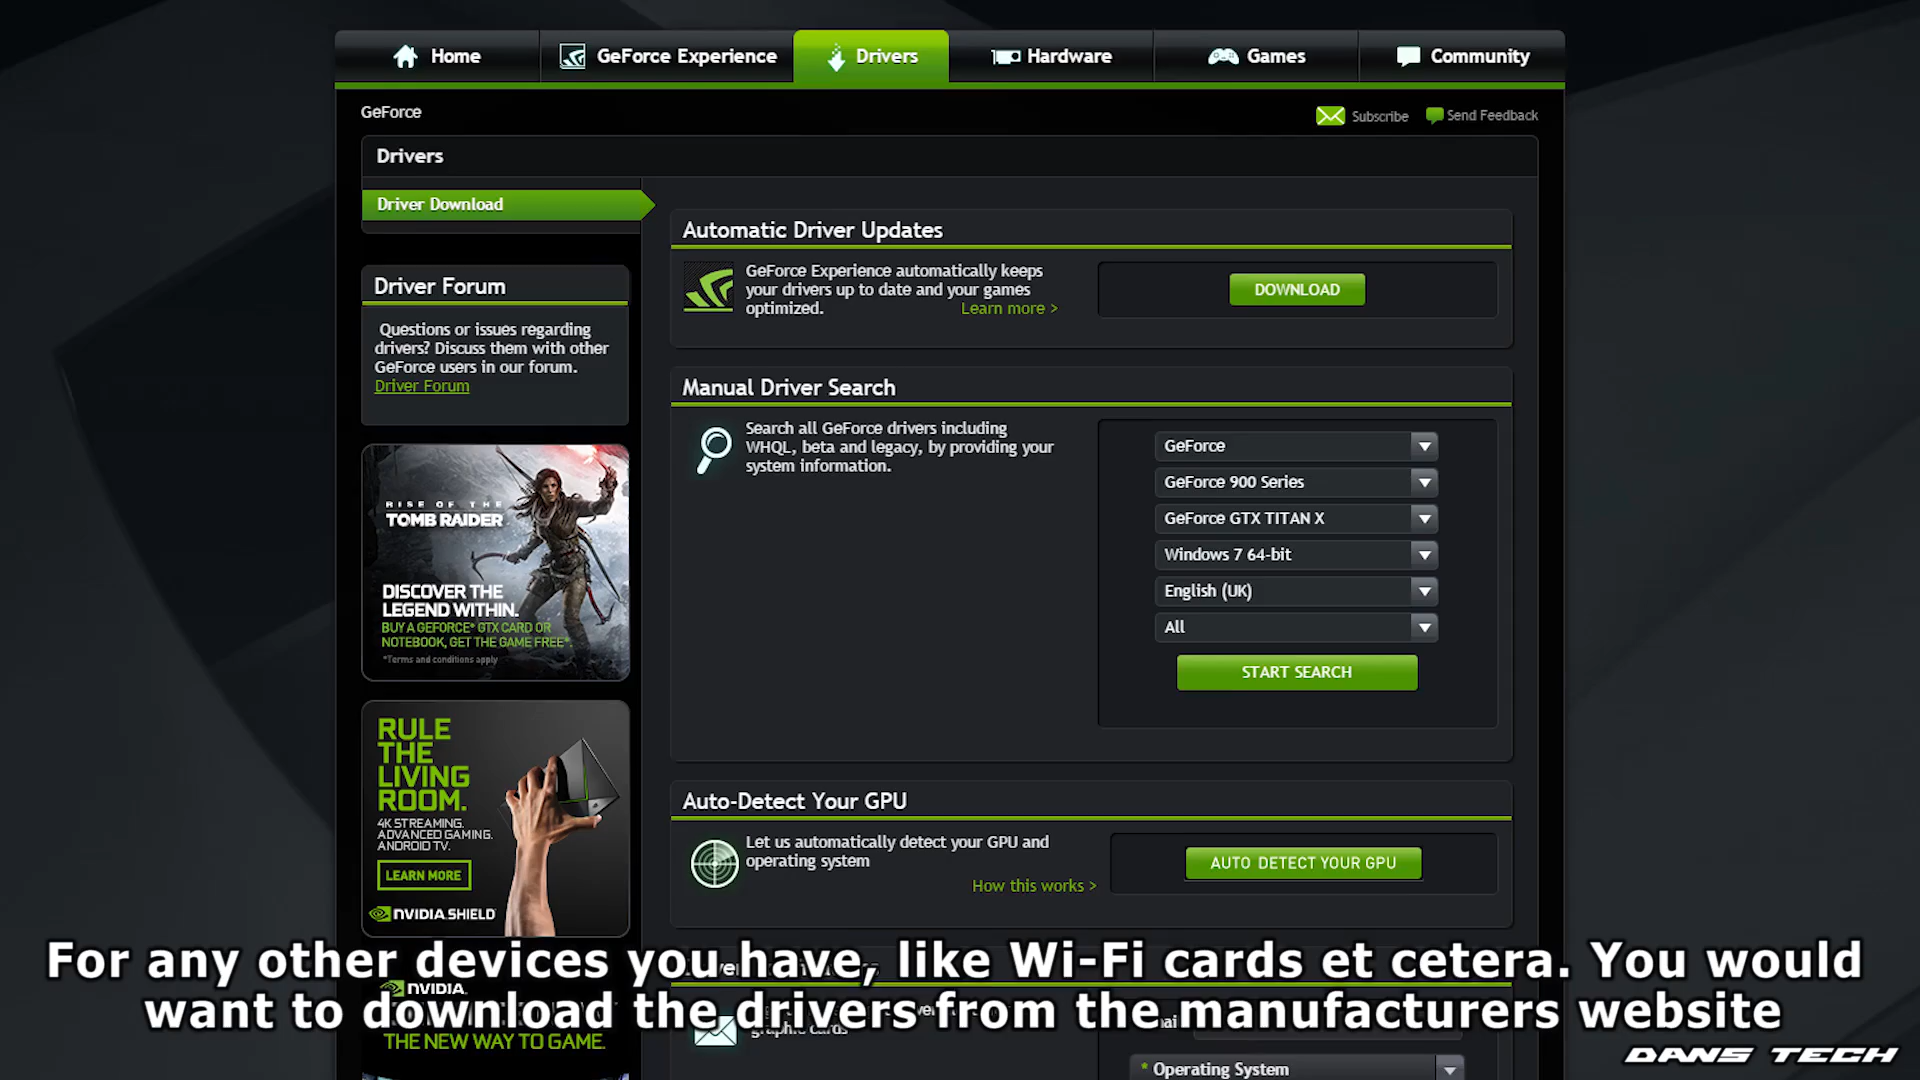 Home
GeForce Experience
Drivers
Hardware
Games
Community
GeForce
Subscribe
Send Feedback
Drivers
Driver Download
Driver Forum
Questions or issues regarding
drivers? Discuss them with other
GeForce users in our forum.
Driver Forum
RISE OF THE
TOMB RAIDER
DISCOVER THE
LEGEND WITHIN.
BUY A GEFORCE® GTX CARD OR
NOTEBOOK, GET THE GAME FREE*.
*Terms and conditions apply
RULE
THE
LIVING
ROOM.
4K STREAMING.
ADVANCED GAMING.
ANDROID TV.
LEARN MORE
NVIDIA SHIELD
NVIDIA.
THE NEW WAY TO GAME.
Automatic Driver Updates
GeForce Experience automatically keeps
your drivers up to date and your games
optimized.
Learn more >
DOWNLOAD
Manual Driver Search
Search all GeForce drivers including
WHQL, beta and legacy, by providing your
system information.
GeForce
GeForce 900 Series
GeForce GTX TITAN X
Windows 7 64-bit
English (UK)
All
START SEARCH
Auto-Detect Your GPU
Let us automatically detect your GPU and
operating system
How this works >
AUTO DETECT YOUR GPU
graphic cards
* Operating System
For any other devices you have, like Wi-Fi cards et cetera. You would
want to download the drivers from the manufacturers website
DANS TECH